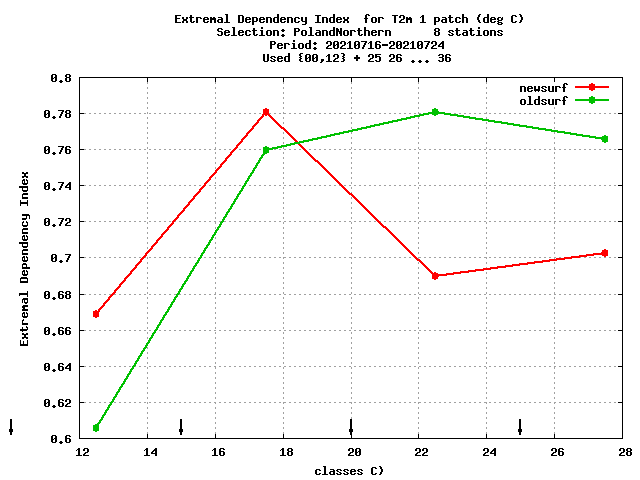 Extremal Dependency Index  for T2m 1 patch (deg C)
Selection: PolandNorthern      8 stations
Period: 20210716-20210724
Used {00,12} + 25 26 ... 36
newsurf
oldsurf
0.8
0.78
0.76
0.74
0.72
0.7
0.68
0.66
0.64
0.62
0.6
Extremal Dependency Index
12 14 16 18 20 22 24 26 28
classes C)